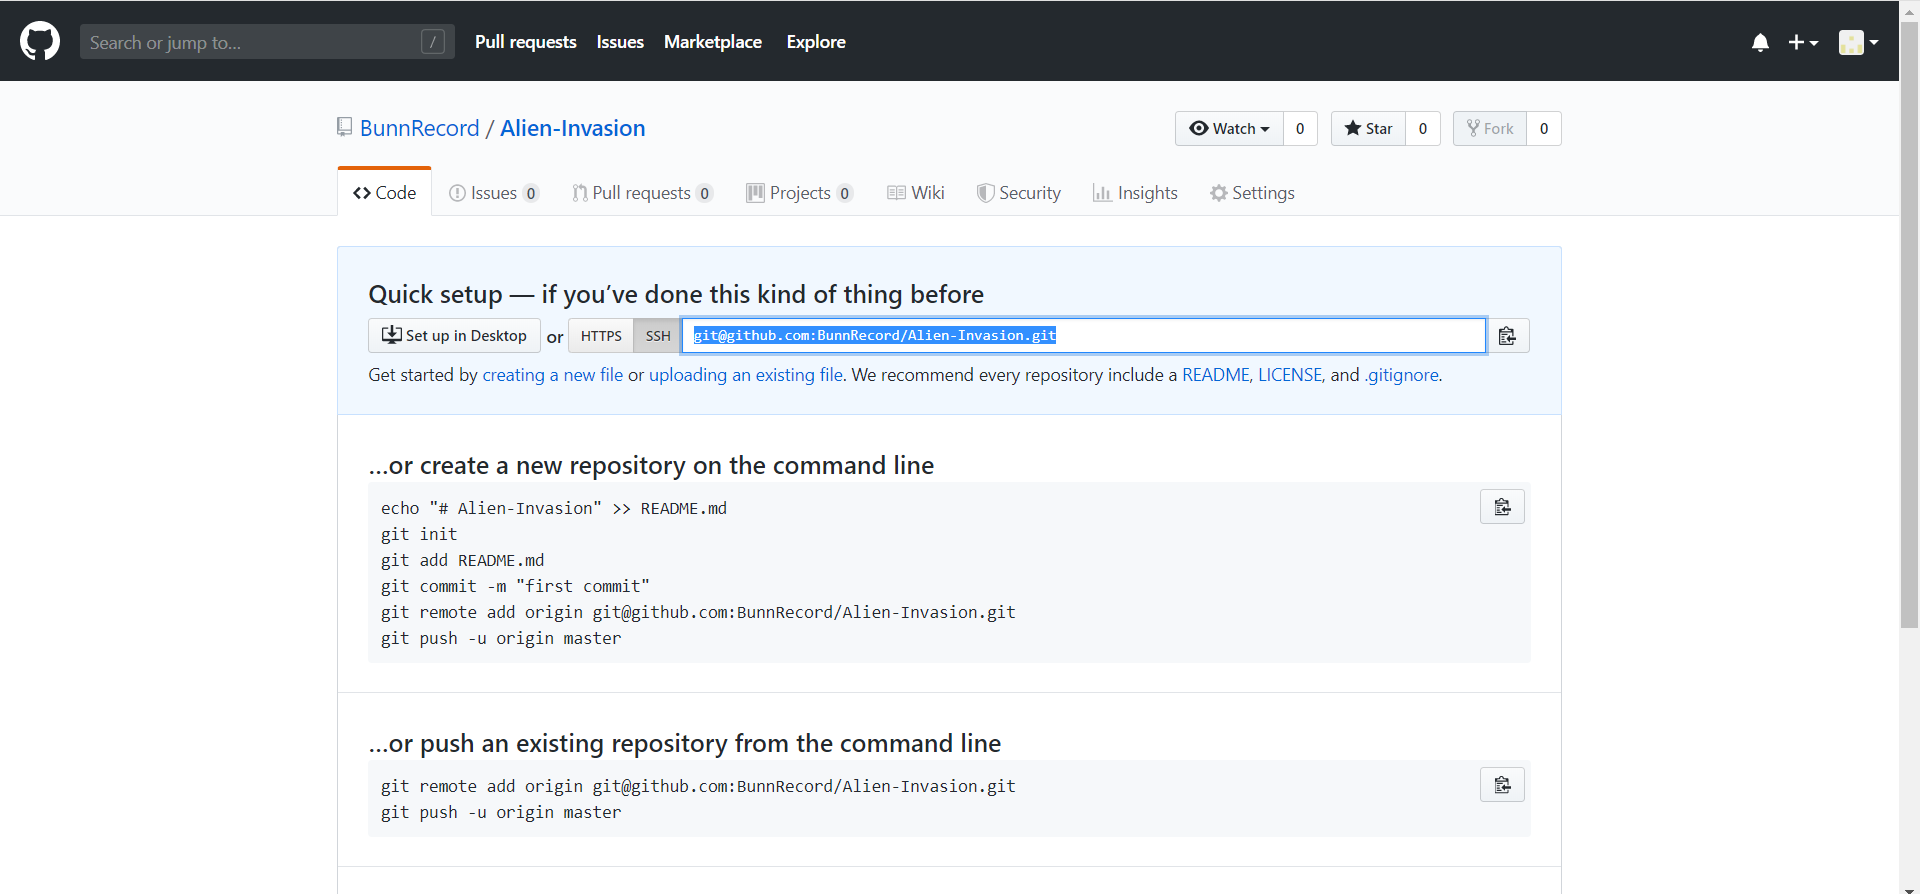 Search or jump to... / Pull requests Issues Marketplace Explore
BunnRecord / Alien-Invasion Watch 0 Star 0 Fork 0
Code Issues 0 Pull requests 0 Projects 0 Wiki Security Insights Settings
Quick setup — if you’ve done this kind of thing before
Set up in Desktop or HTTPS SSH git@github.com:BunnRecord/Alien-Invasion.git
Get started by creating a new file or uploading an existing file. We recommend every repository include a README, LICENSE, and .gitignore.
...or create a new repository on the command line
echo "# Alien-Invasion" >> README.md
git init
git add README.md
git commit -m "first commit"
git remote add origin git@github.com:BunnRecord/Alien-Invasion.git
git push -u origin master
...or push an existing repository from the command line
git remote add origin git@github.com:BunnRecord/Alien-Invasion.git
git push -u origin master